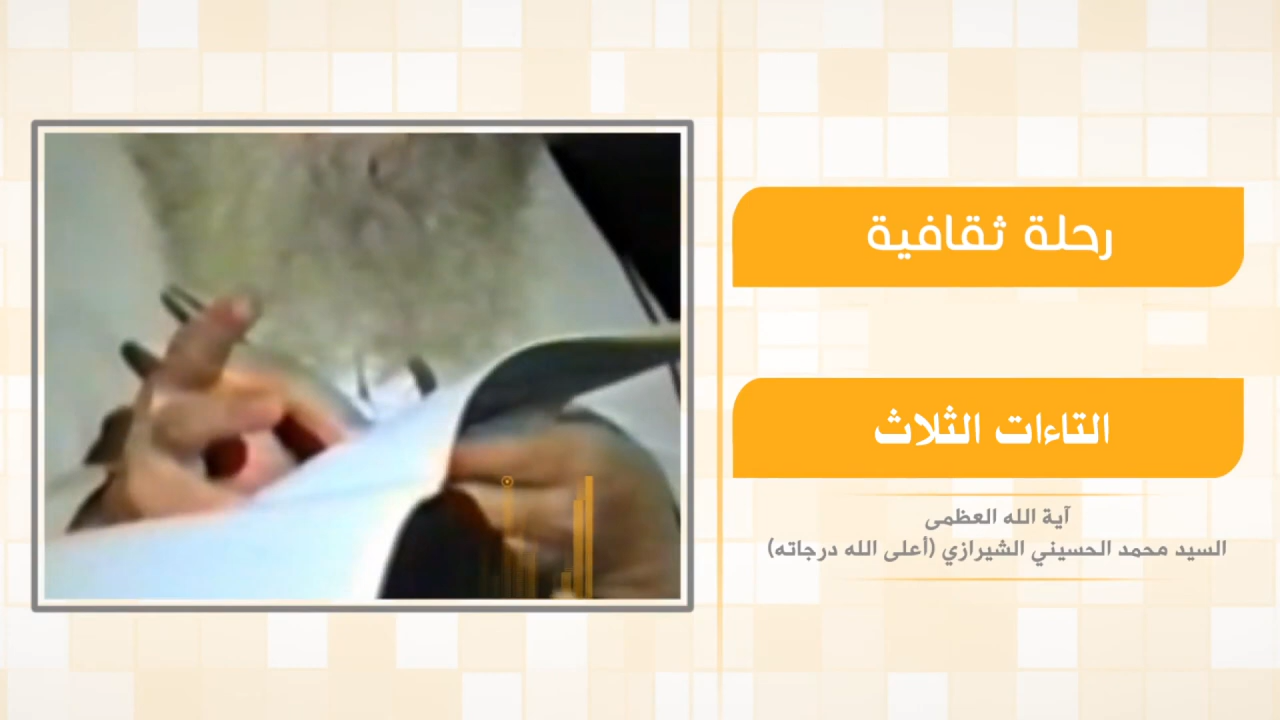 رحلة ثقافية
التاءات الثلاث
آية الله العظمى
السيد محمد الحسيني الشيرازي (أعلى الله درجاته)